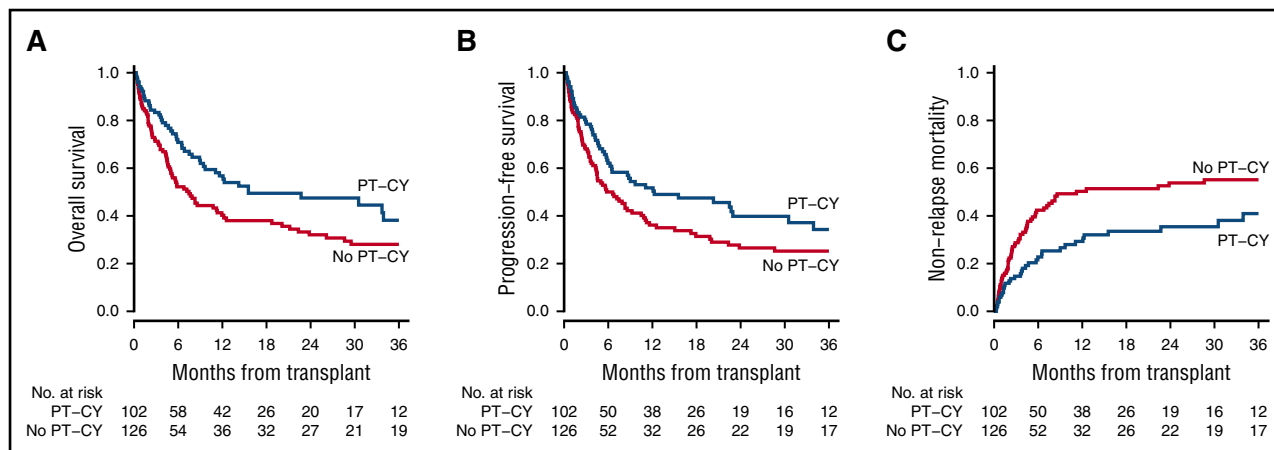 A
Overall survival
1.0
0.8
0.6
0.4
0.2
0.0
PT–CY
No PT–CY
0 6 12 18 24 30 36
Months from transplant
No. at risk
PT–CY 102 58 42 26 20 17 12
No PT–CY 126 54 36 32 27 21 19
B
Progression–free survival
1.0
0.8
0.6
0.4
0.2
0.0
PT–CY
No PT–CY
0 6 12 18 24 30 36
Months from transplant
No. at risk
PT–CY 102 50 38 26 19 16 12
No PT–CY 126 52 32 26 22 19 17
C
Non–relapse mortality
1.0
0.8
0.6
0.4
0.2
0.0
No PT–CY
PT–CY
0 6 12 18 24 30 36
Months from transplant
No. at risk
PT–CY 102 50 38 26 19 16 12
No PT–CY 126 52 32 26 22 19 17